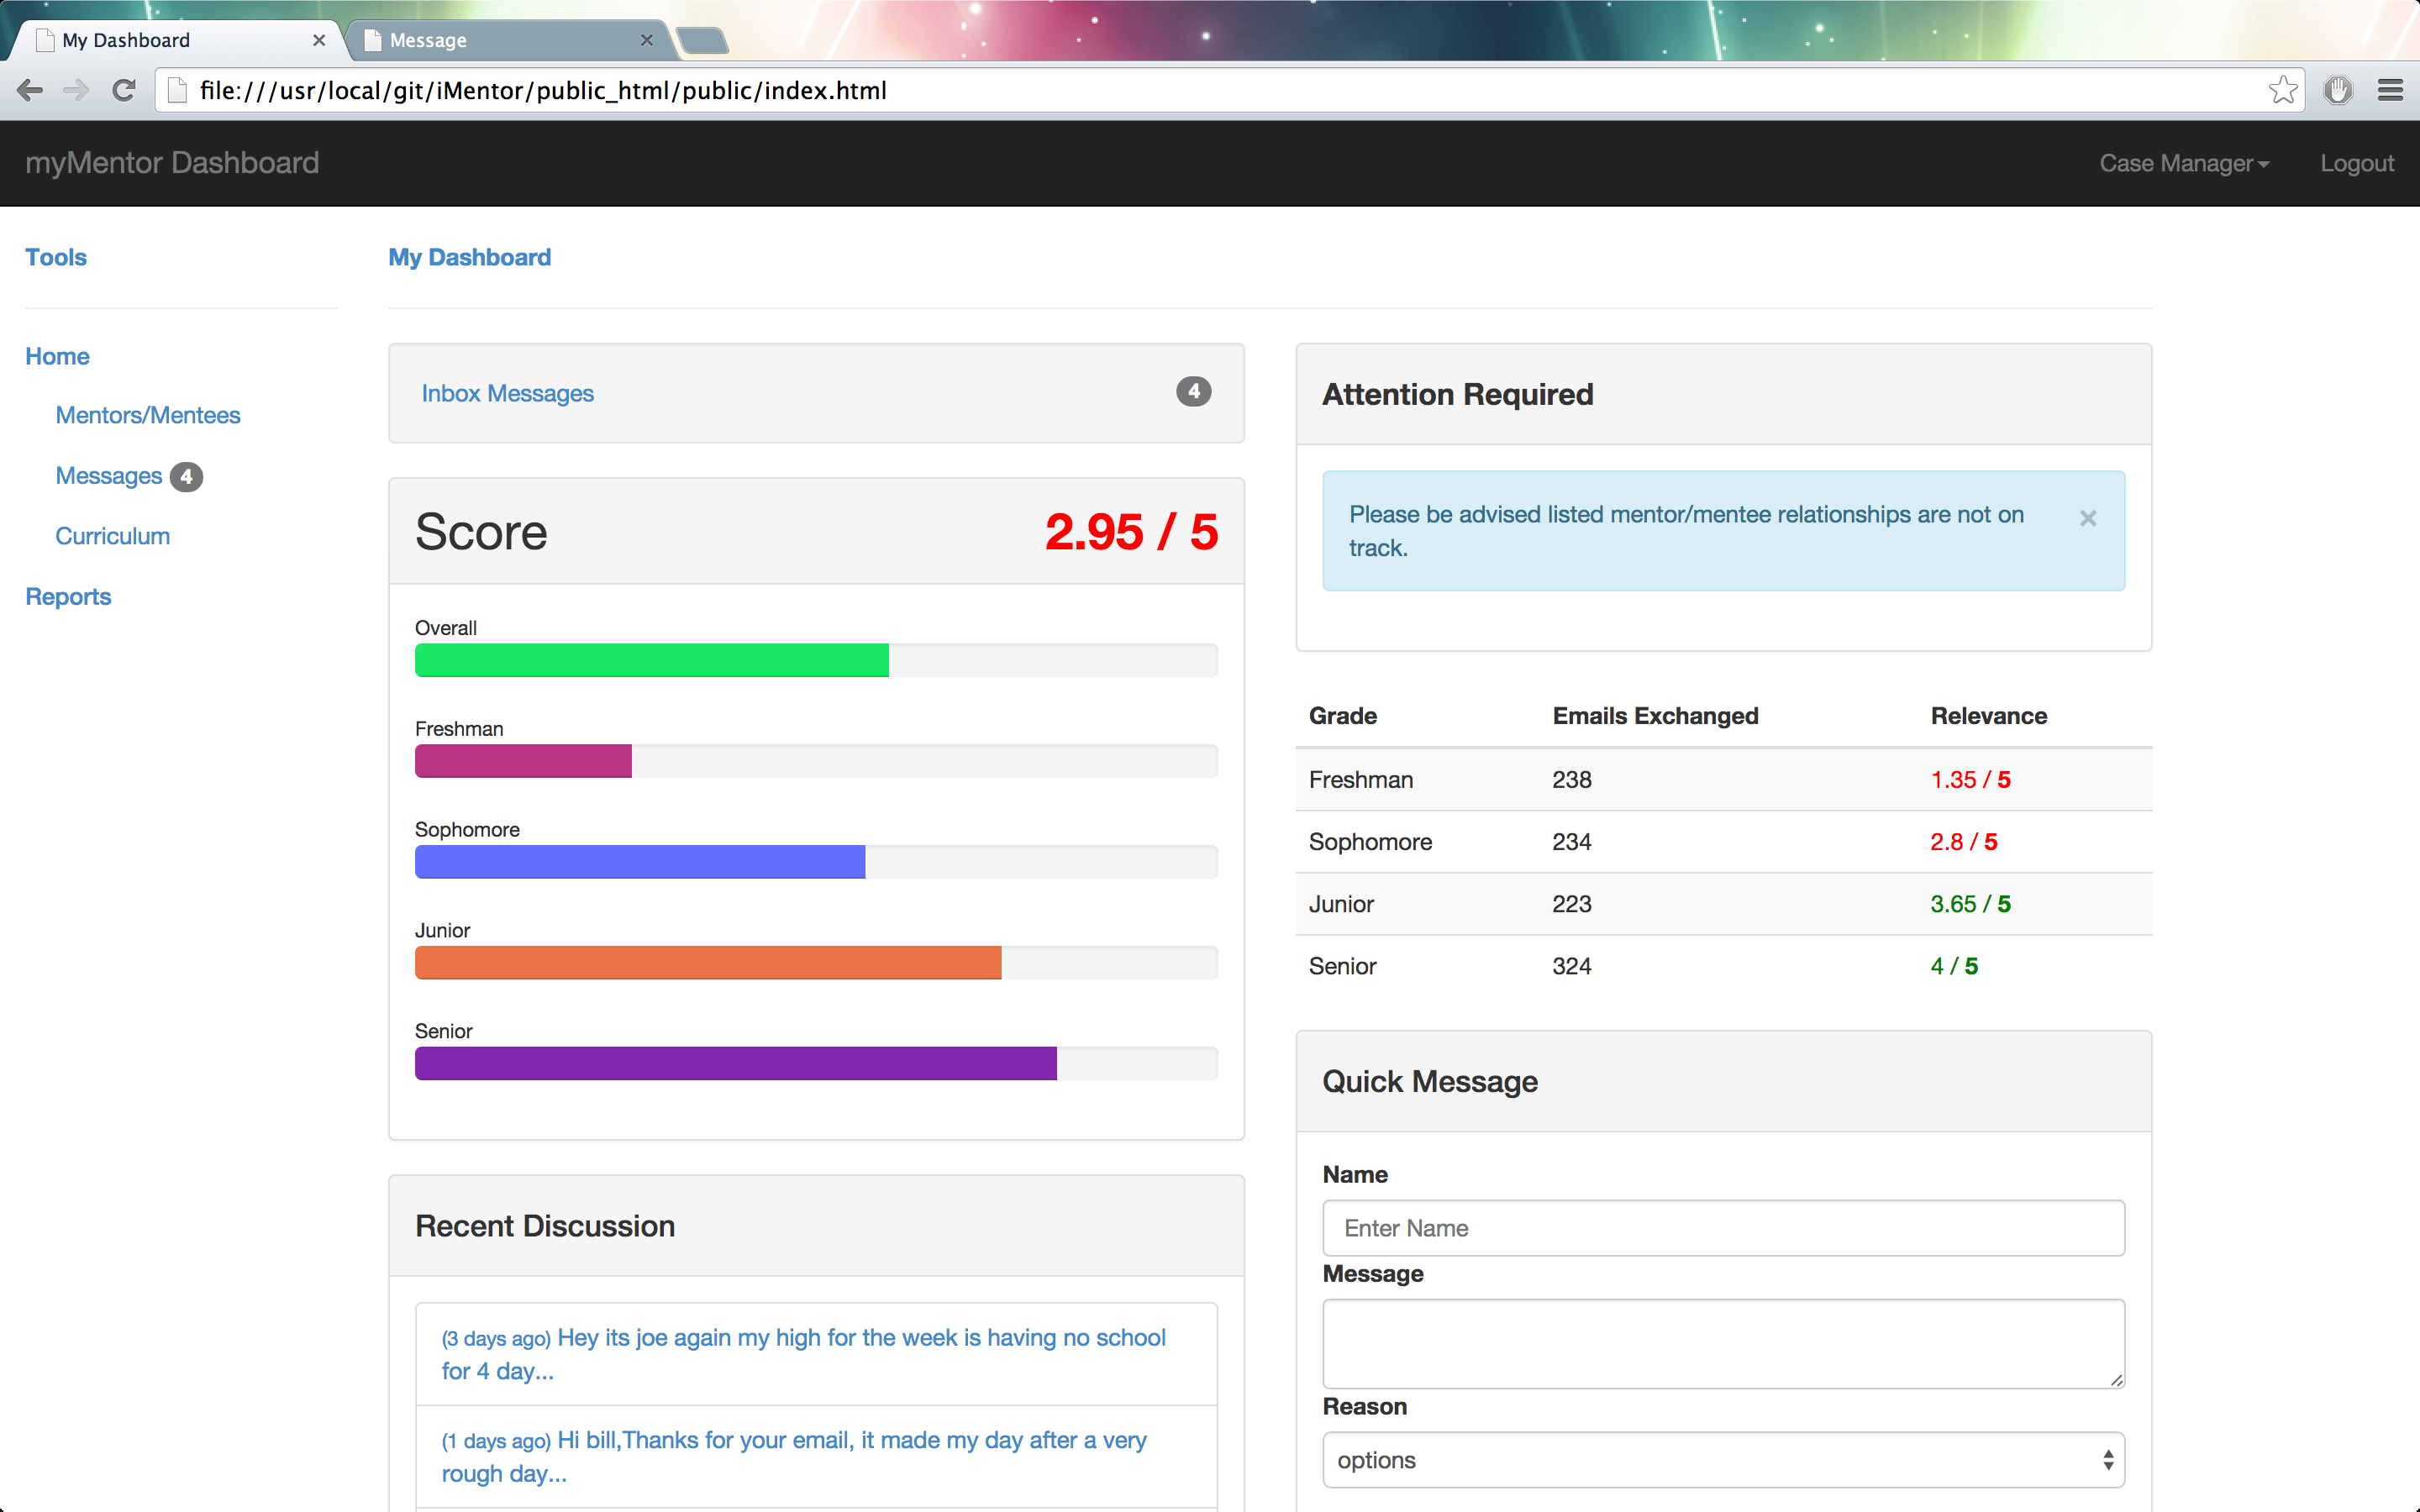 My Dashboard
Message
file:///usr/local/git/iMentor/public_html/public/index.html
myMentor Dashboard
Case Manager
Logout
Tools
Home
Mentors/Mentees
Messages 4
Curriculum
Reports
My Dashboard
Inbox Messages 4
Score 2.95 / 5
Overall
Freshman
Sophomore
Junior
Senior
Recent Discussion
(3 days ago) Hey its joe again my high for the week is having no school
for 4 day...
(1 days ago) Hi bill,Thanks for your email, it made my day after a very
rough day...
Attention Required
Please be advised listed mentor/mentee relationships are not on
track.
×
Grade Emails Exchanged Relevance
Freshman 238 1.35 / 5
Sophomore 234 2.8 / 5
Junior 223 3.65 / 5
Senior 324 4 / 5
Quick Message
Name
Enter Name
Message
Reason
options